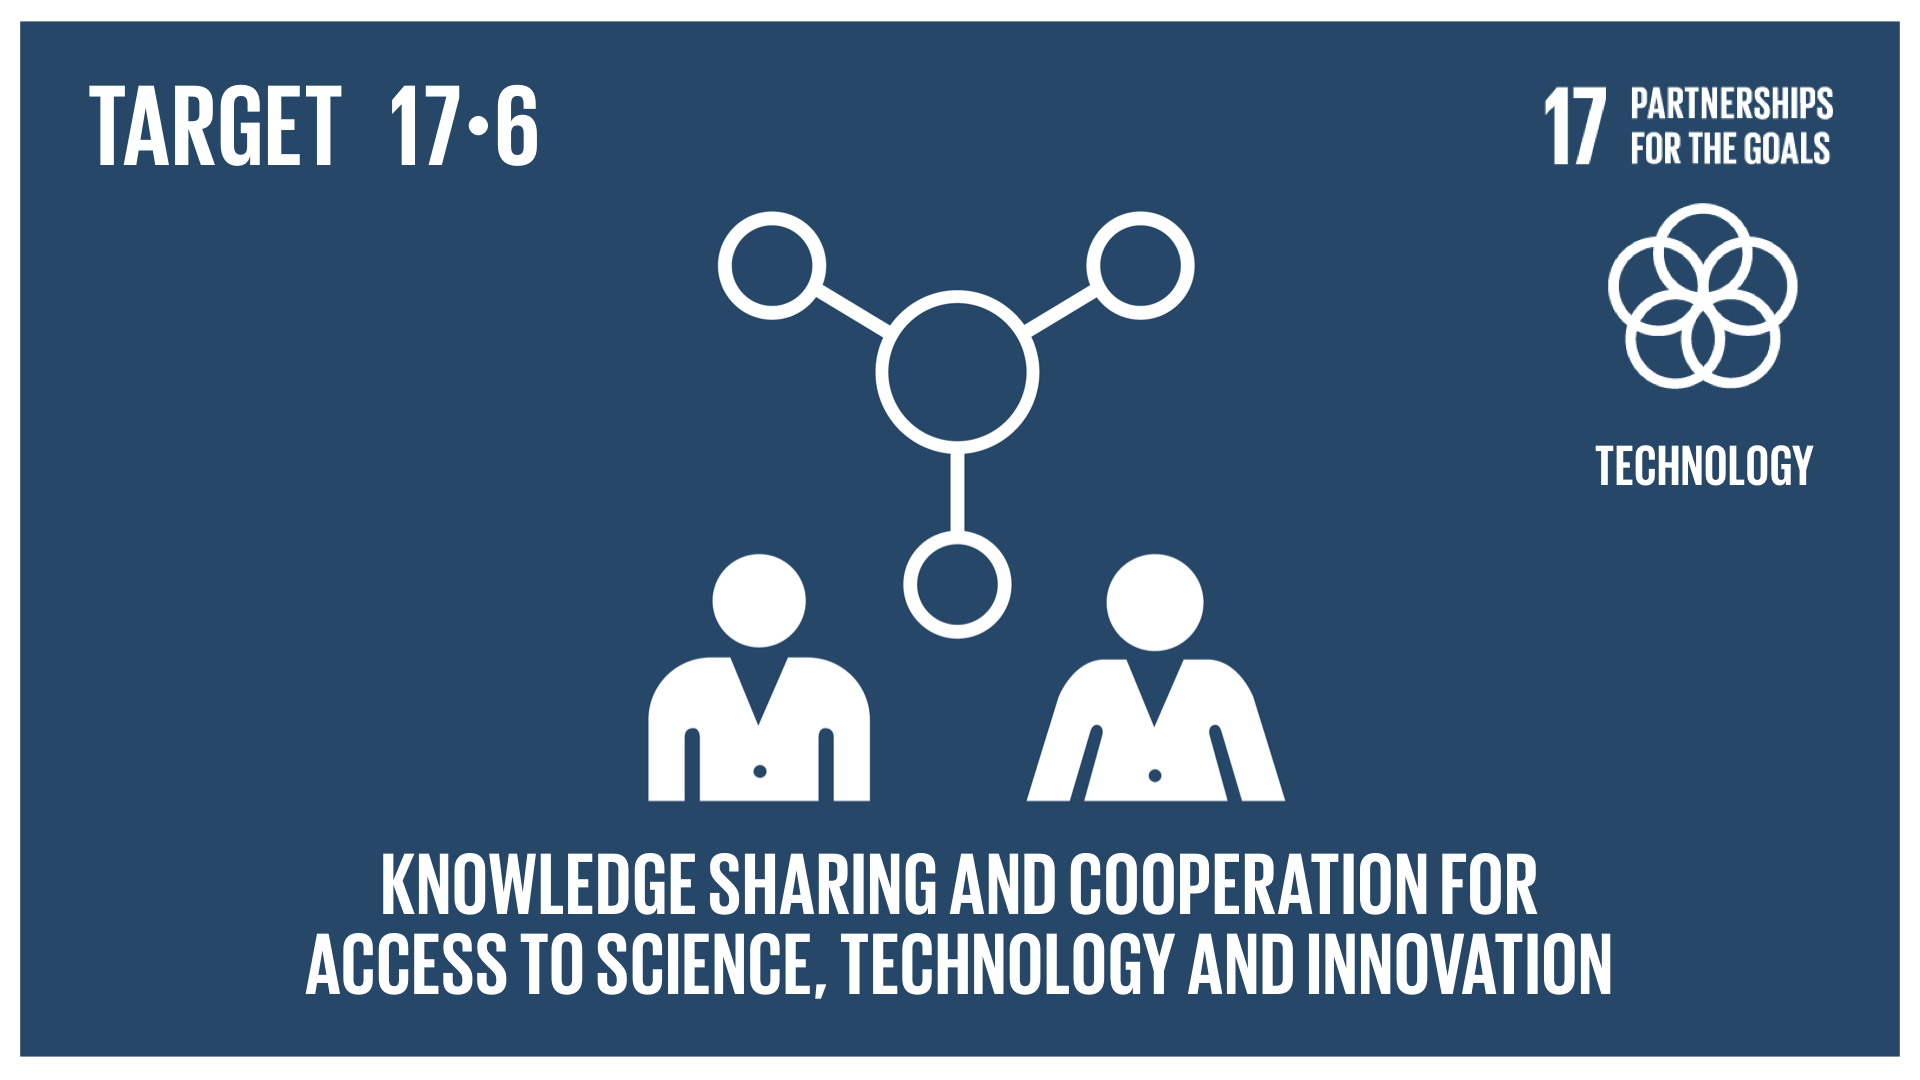 TARGET 17·6
17 PARTNERSHIPS
FOR THE GOALS
TECHNOLOGY
KNOWLEDGE SHARING AND COOPERATION FOR
ACCESS TO SCIENCE, TECHNOLOGY AND INNOVATION